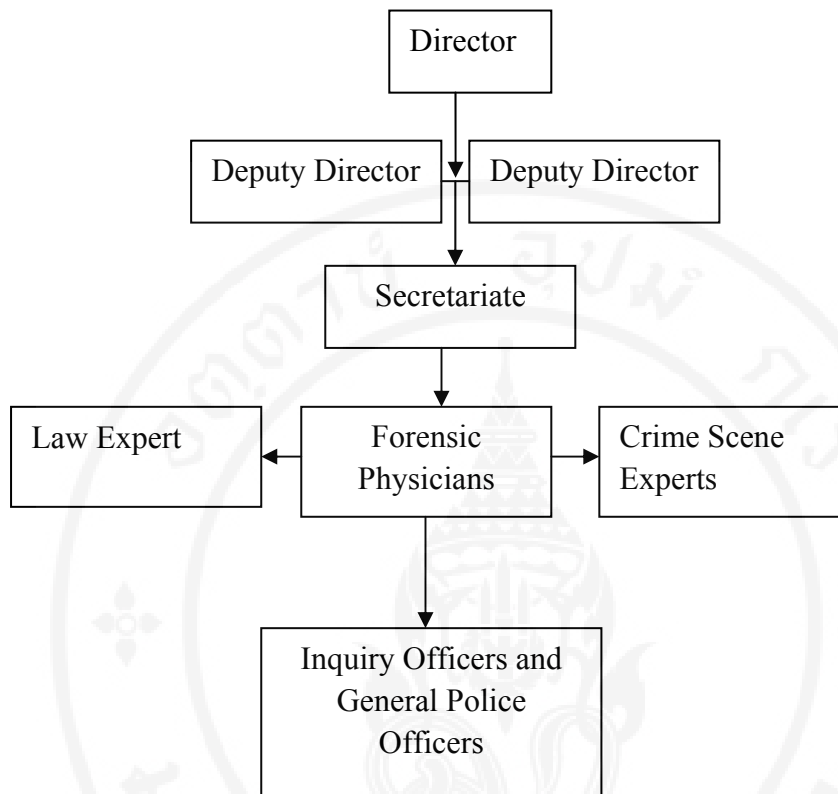 Director
Deputy Director
Deputy Director
Secretariate
Law Expert
Forensic
Physicians
Crime Scene
Experts
Inquiry Officers and
General Police
Officers